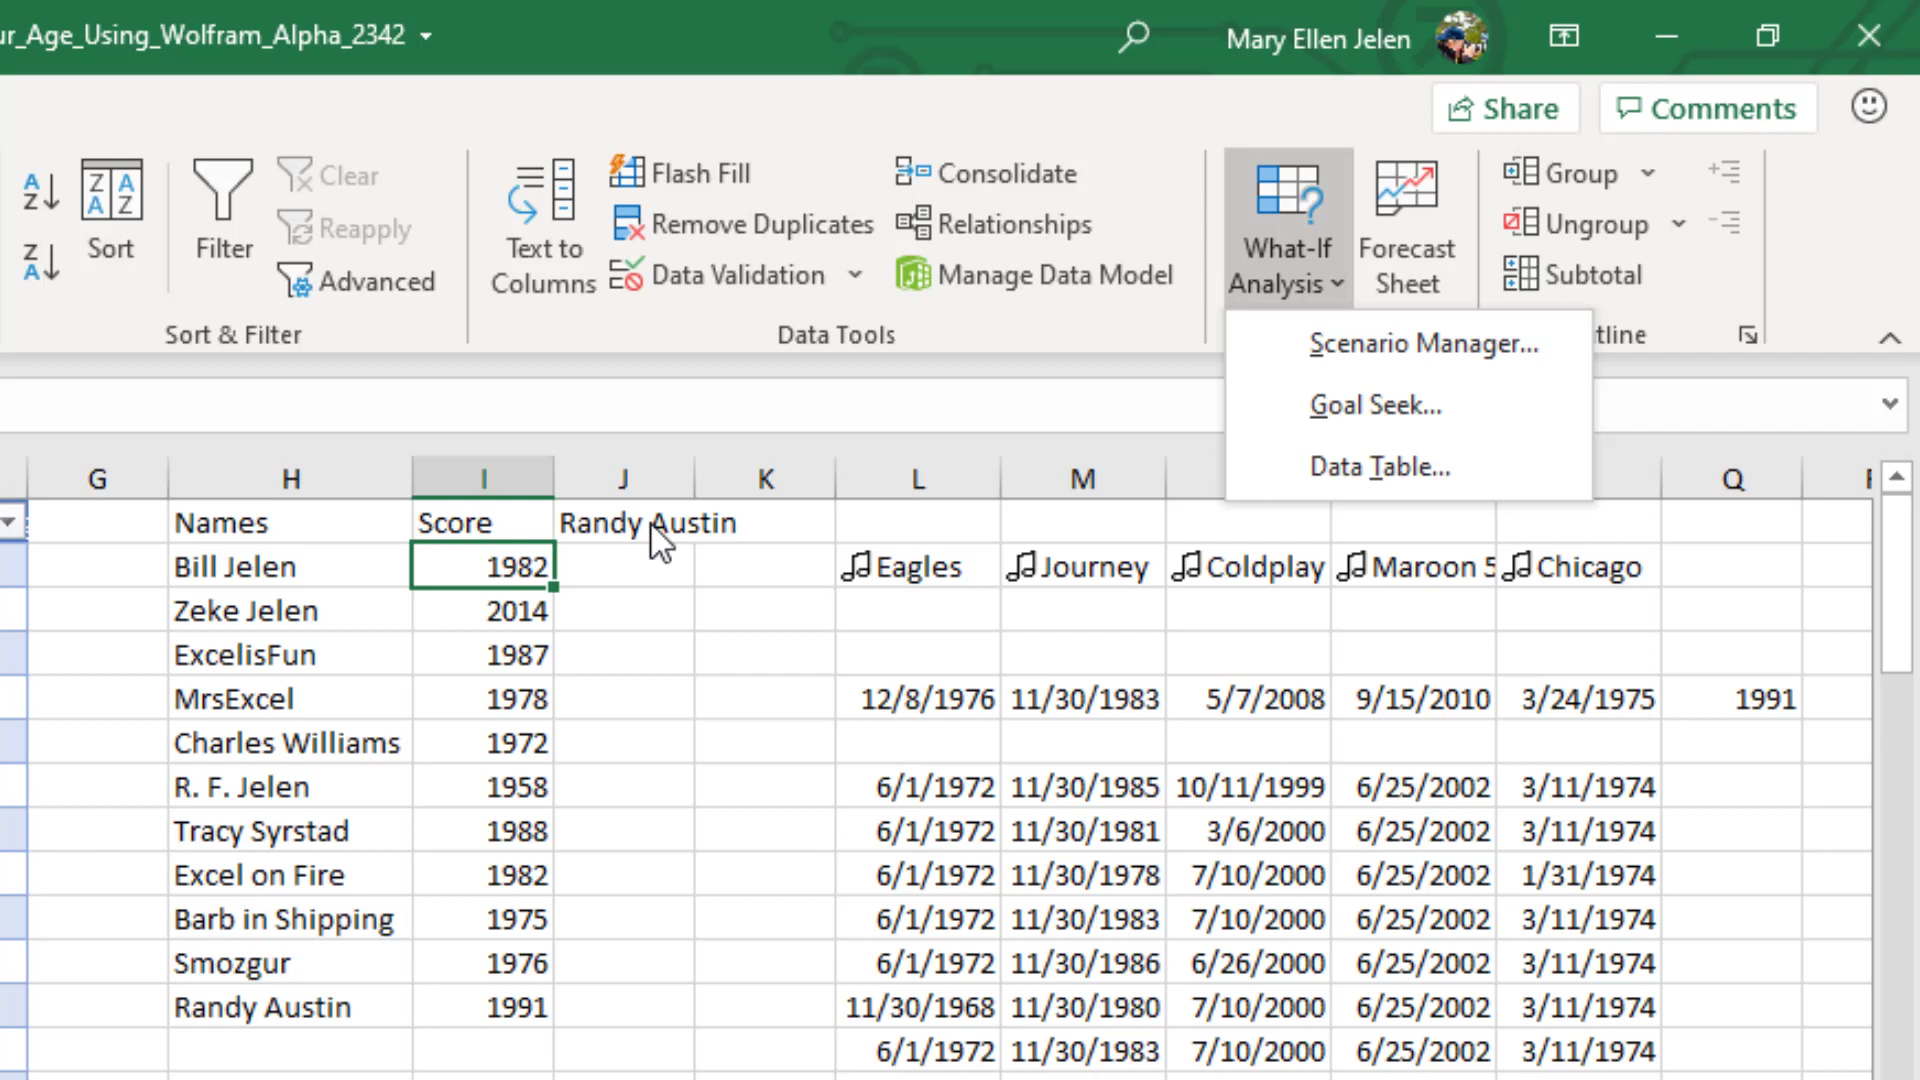 ur_Age_Using_Wolfram_Alpha_2342
Mary Ellen Jelen
Share
Comments
Sort
Filter
Clear
Reapply
Advanced
Text to
Columns
Flash Fill
Remove Duplicates
Data Validation
Consolidate
Relationships
Manage Data Model
What-If
Analysis
Forecast
Sheet
Group
Ungroup
Subtotal
Sort & Filter
Data Tools
tline
Scenario Manager...
Goal Seek...
Data Table...
G H I J K L M Q
Names Score Randy Austin
Bill Jelen 1982 Eagles Journey Coldplay Maroon 5 Chicago
Zeke Jelen 2014
ExcelisFun 1987
MrsExcel 1978 12/8/1976 11/30/1983 5/7/2008 9/15/2010 3/24/1975 1991
Charles Williams 1972
R. F. Jelen 1958 6/1/1972 11/30/1985 10/11/1999 6/25/2002 3/11/1974
Tracy Syrstad 1988 6/1/1972 11/30/1981 3/6/2000 6/25/2002 3/11/1974
Excel on Fire 1982 6/1/1972 11/30/1978 7/10/2000 6/25/2002 1/31/1974
Barb in Shipping 1975 6/1/1972 11/30/1983 7/10/2000 6/25/2002 3/11/1974
Smozgur 1976 6/1/1972 11/30/1986 6/26/2000 6/25/2002 3/11/1974
Randy Austin 1991 11/30/1968 11/30/1980 7/10/2000 6/25/2002 3/11/1974
6/1/1972 11/30/1983 7/10/2000 6/25/2002 3/11/1974